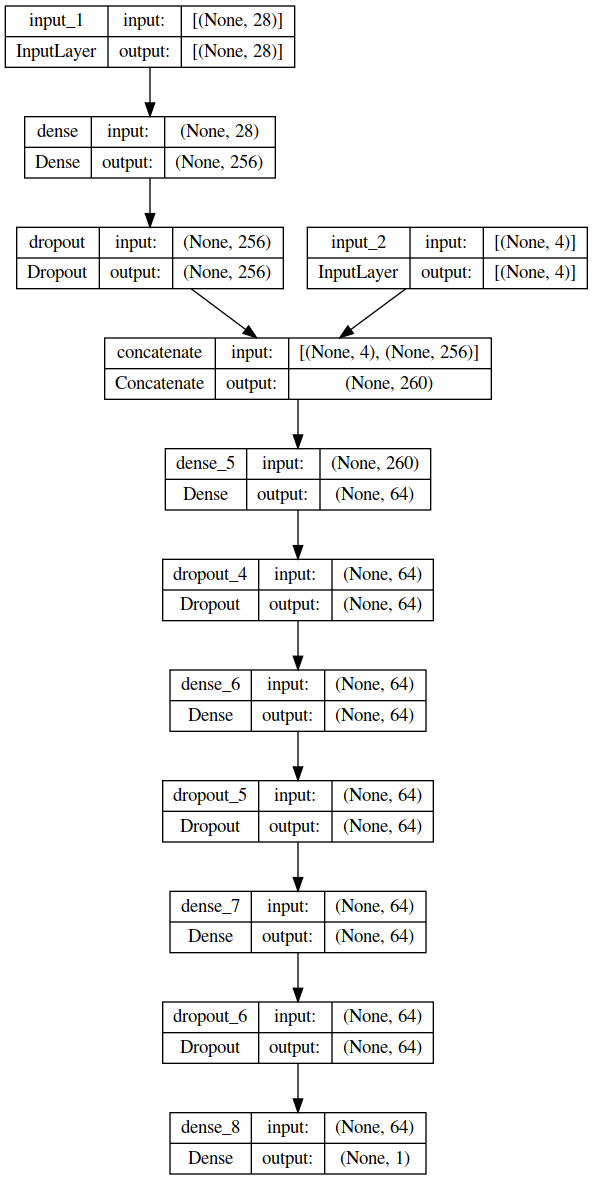 input_1 input: [(None, 28)]
InputLayer output: [(None, 28)]
dense input: (None, 28)
Dense output: (None, 256)
dropout input: (None, 256)
Dropout output: (None, 256)
input_2 input: [(None, 4)]
InputLayer output: [(None, 4)]
concatenate input: [(None, 4), (None, 256)]
Concatenate output: (None, 260)
dense_5 input: (None, 260)
Dense output: (None, 64)
dropout_4 input: (None, 64)
Dropout output: (None, 64)
dense_6 input: (None, 64)
Dense output: (None, 64)
dropout_5 input: (None, 64)
Dropout output: (None, 64)
dense_7 input: (None, 64)
Dense output: (None, 64)
dropout_6 input: (None, 64)
Dropout output: (None, 64)
dense_8 input: (None, 64)
Dense output: (None, 1)